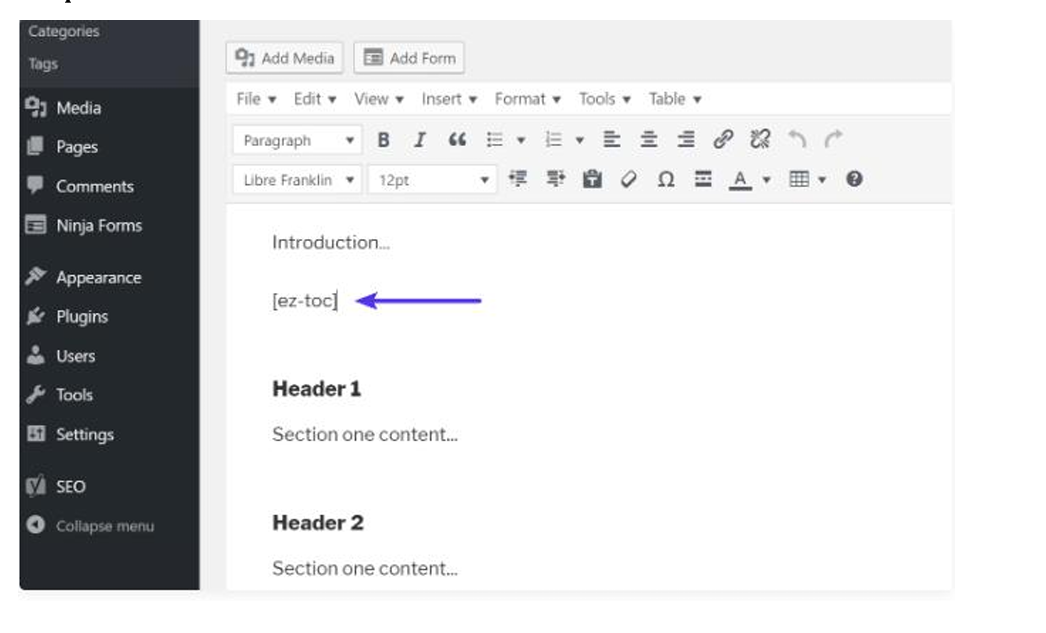 Categories
Tags
Media
Pages
Comments
Ninja Forms
Appearance
Plugins
Users
Tools
Settings
SEO
Collapse menu
Add Media Add Form
File Edit View Insert Format Tools Table
Paragraph B I
Libre Franklin 12pt Ω A
Introduction...
[ez-toc]
Header 1
Section one content...
Header 2
Section one content...